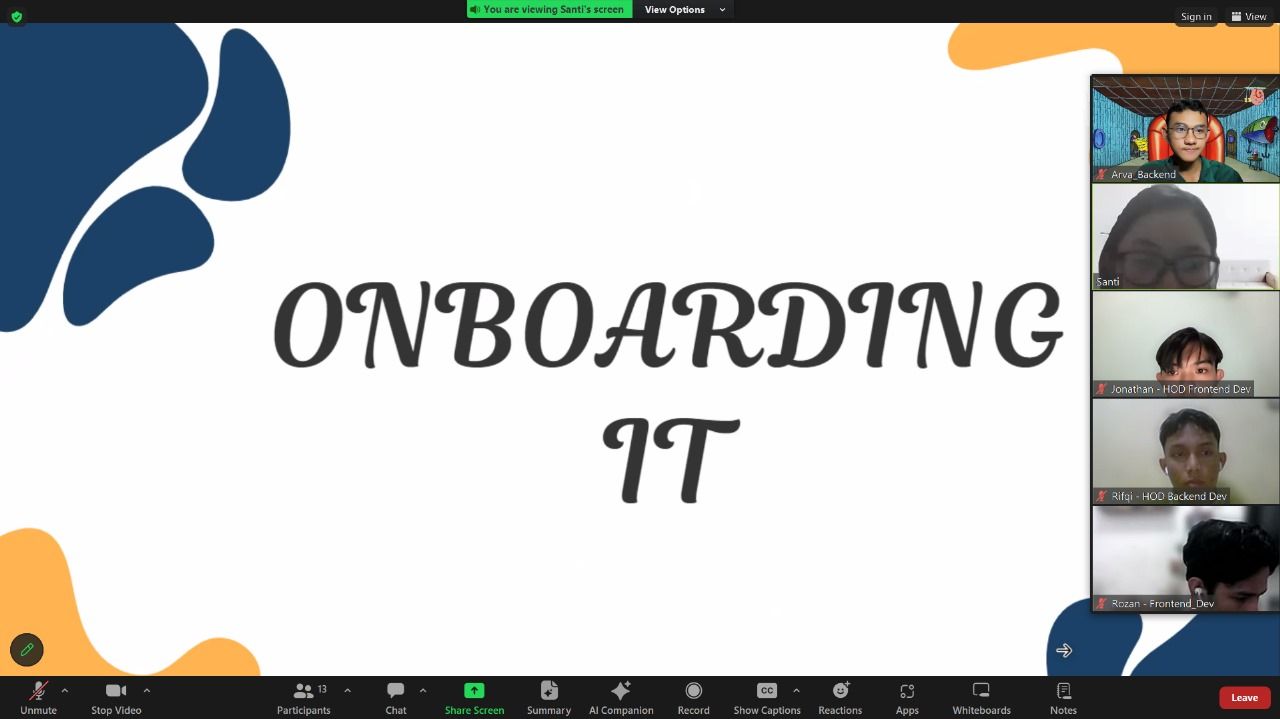 You are viewing Santi's screen
View Options
Sign in
View
ONBOARDING
IT
Arva_Backend
Santi
Jonathan - HOD Frontend Dev
Rifqi - HOD Backend Dev
Rozan - Frontend_Dev
Unmute
Stop Video
Participants
13
Chat
Share Screen
Summary
AI Companion
Record
CC
Show Captions
Reactions
Apps
Whiteboards
Notes
Leave